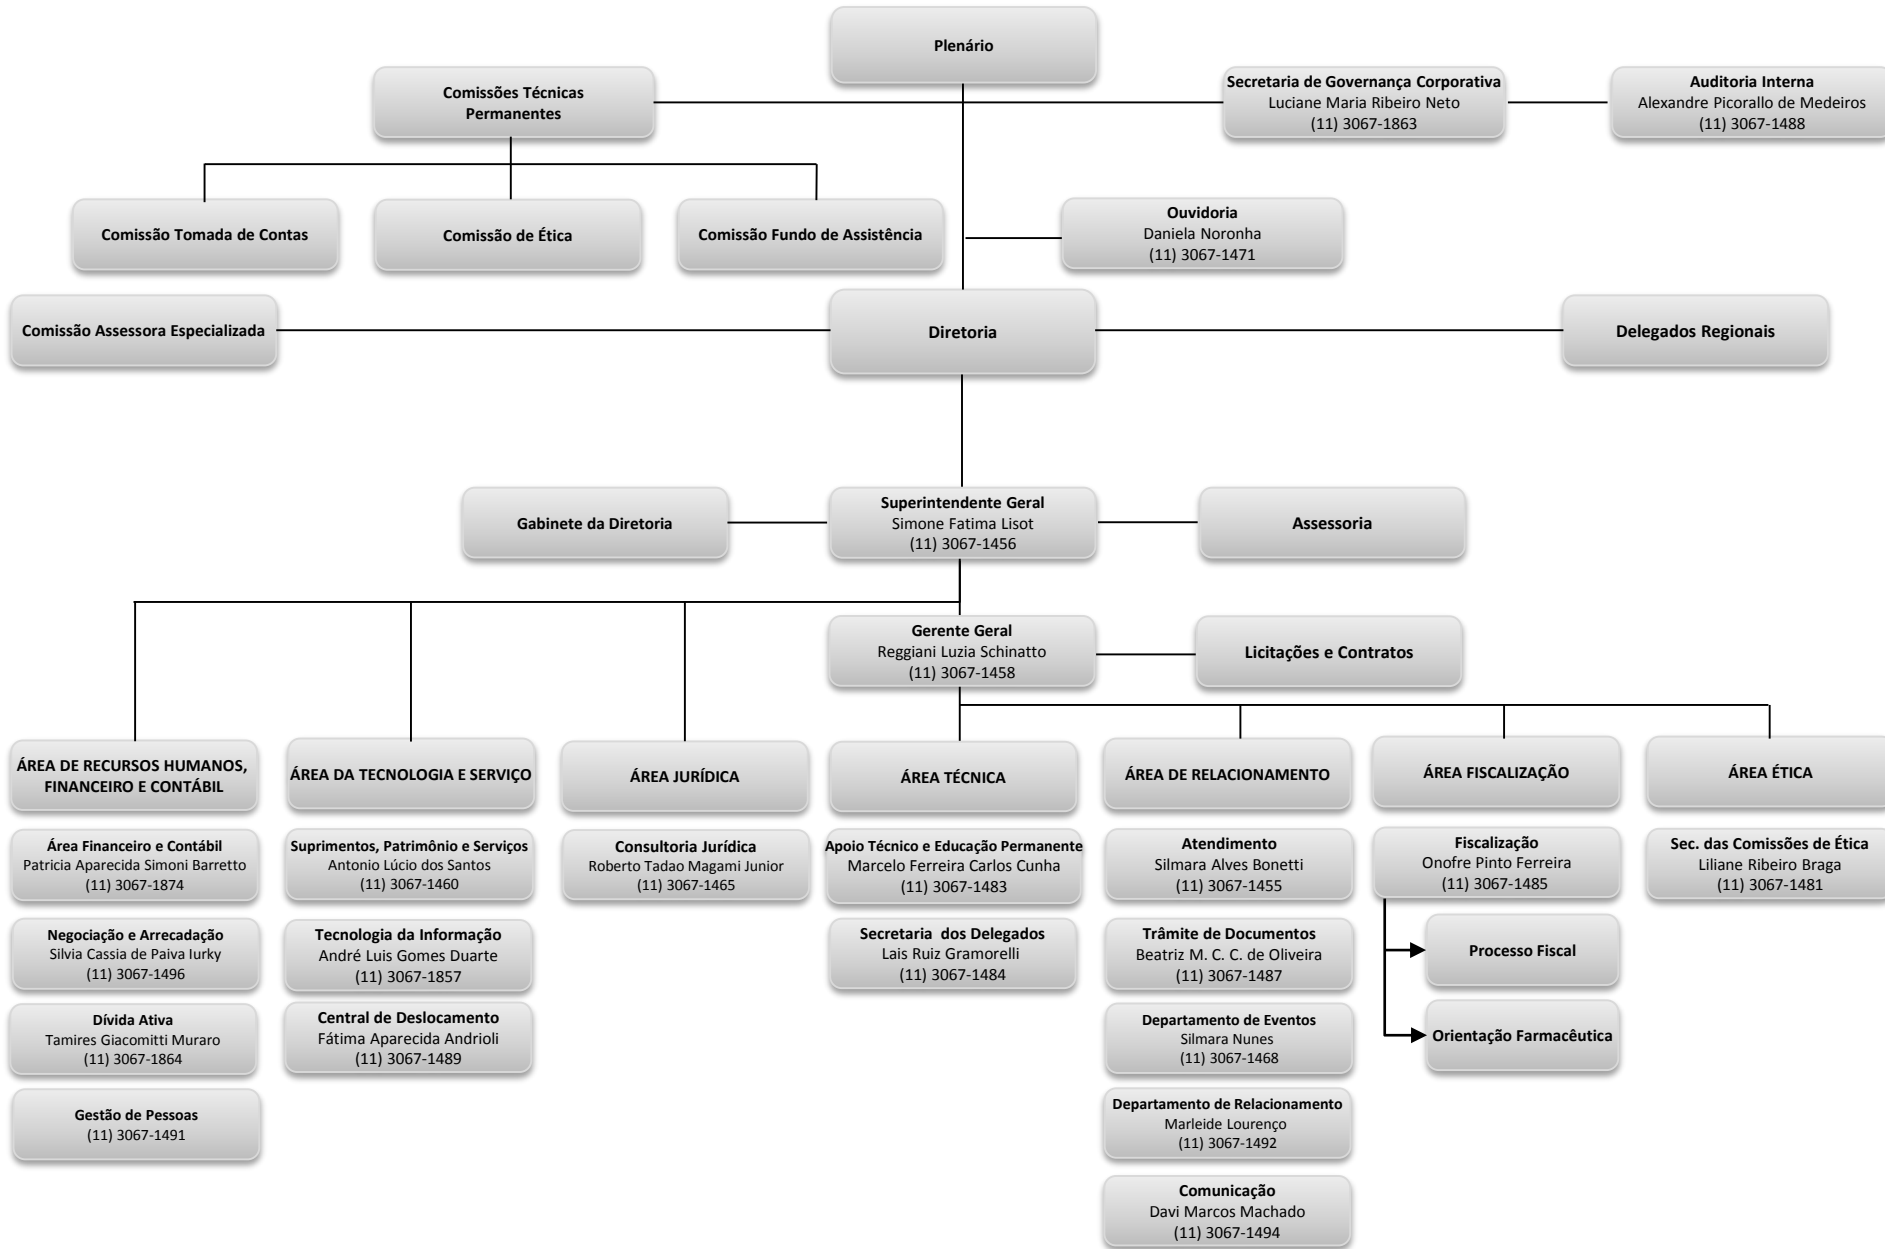 Plenário
Comissões Técnicas
Permanentes
Secretaria de Governança Corporativa
Luciane Maria Ribeiro Neto
(11) 3067-1863
Auditoria Interna
Alexandre Picorallo de Medeiros
(11) 3067-1488
Comissão Tomada de Contas
Comissão de Ética
Comissão Fundo de Assistência
Ouvidoria
Daniela Noronha
(11) 3067-1471
Comissão Assessora Especializada
Diretoria
Delegados Regionais
Gabinete da Diretoria
Superintendente Geral
Simone Fatima Lisot
(11) 3067-1456
Assessoria
Gerente Geral
Reggiani Luzia Schinatto
(11) 3067-1458
Licitações e Contratos
ÁREA DE RECURSOS HUMANOS,
FINANCEIRO E CONTÁBIL
Área Financeiro e Contábil
Patricia Aparecida Simoni Barretto
(11) 3067-1874
Negociação e Arrecadação
Silvia Cassia de Paiva Iurky
(11) 3067-1496
Dívida Ativa
Tamires Giacomitti Muraro
(11) 3067-1864
Gestão de Pessoas
(11) 3067-1491
ÁREA DA TECNOLOGIA E SERVIÇO
Suprimentos, Patrimônio e Serviços
Antonio Lúcio dos Santos
(11) 3067-1460
Tecnologia da Informação
André Luis Gomes Duarte
(11) 3067-1857
Central de Deslocamento
Fátima Aparecida Andrioli
(11) 3067-1489
ÁREA JURÍDICA
Consultoria Jurídica
Roberto Tadao Magami Junior
(11) 3067-1465
ÁREA TÉCNICA
Apoio Técnico e Educação Permanente
Marcelo Ferreira Carlos Cunha
(11) 3067-1483
Secretaria dos Delegados
Lais Ruiz Gramorelli
(11) 3067-1484
ÁREA DE RELACIONAMENTO
Atendimento
Silmara Alves Bonetti
(11) 3067-1455
Trâmite de Documentos
Beatriz M. C. C. de Oliveira
(11) 3067-1487
Departamento de Eventos
Silmara Nunes
(11) 3067-1468
Departamento de Relacionamento
Marleide Lourenço
(11) 3067-1492
Comunicação
Davi Marcos Machado
(11) 3067-1494
ÁREA FISCALIZAÇÃO
Fiscalização
Onofre Pinto Ferreira
(11) 3067-1485
Processo Fiscal
Orientação Farmacêutica
ÁREA ÉTICA
Sec. das Comissões de Ética
Liliane Ribeiro Braga
(11) 3067-1481